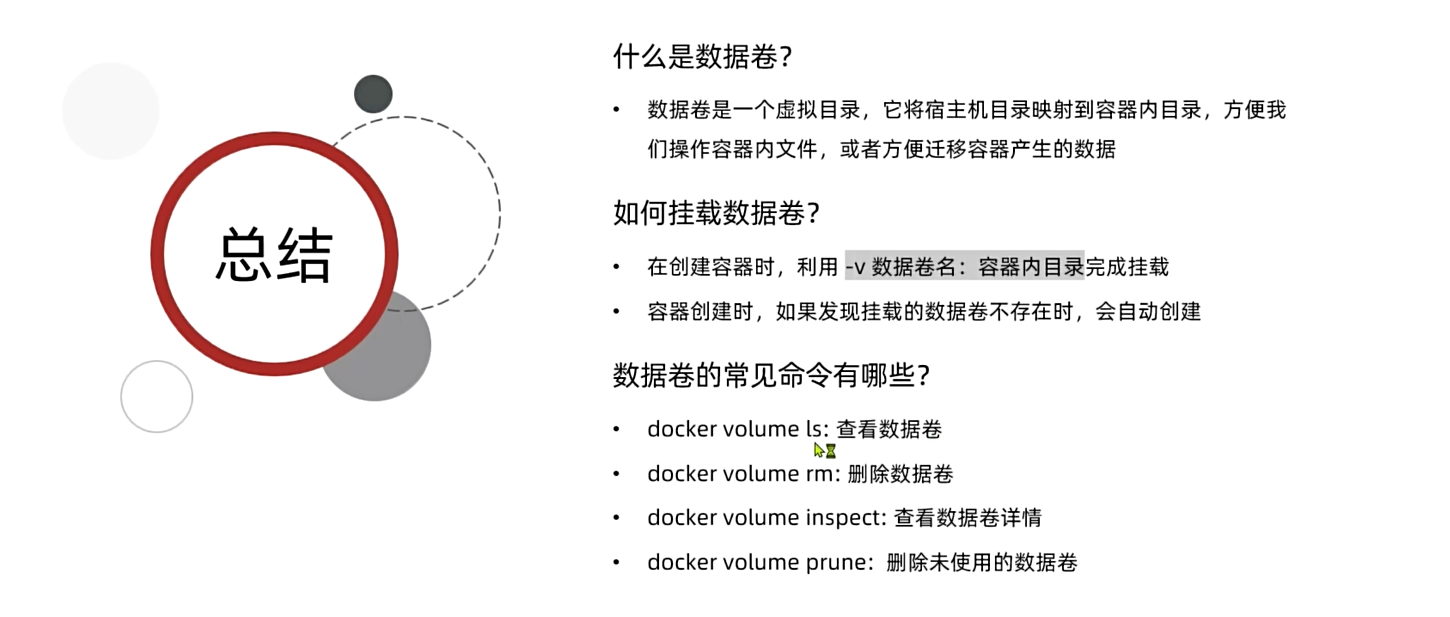 总结
什么是数据卷？
• 数据卷是一个虚拟目录，它将宿主机目录映射到容器内目录，方便我
们操作容器内文件，或者方便迁移容器产生的数据
如何挂载数据卷？
• 在创建容器时，利用 -v 数据卷名：容器内目录完成挂载
• 容器创建时，如果发现挂载的数据卷不存在时，会自动创建
数据卷的常见命令有哪些？
• docker volume ls: 查看数据卷
• docker volume rm: 删除数据卷
• docker volume inspect: 查看数据卷详情
• docker volume prune：删除未使用的数据卷